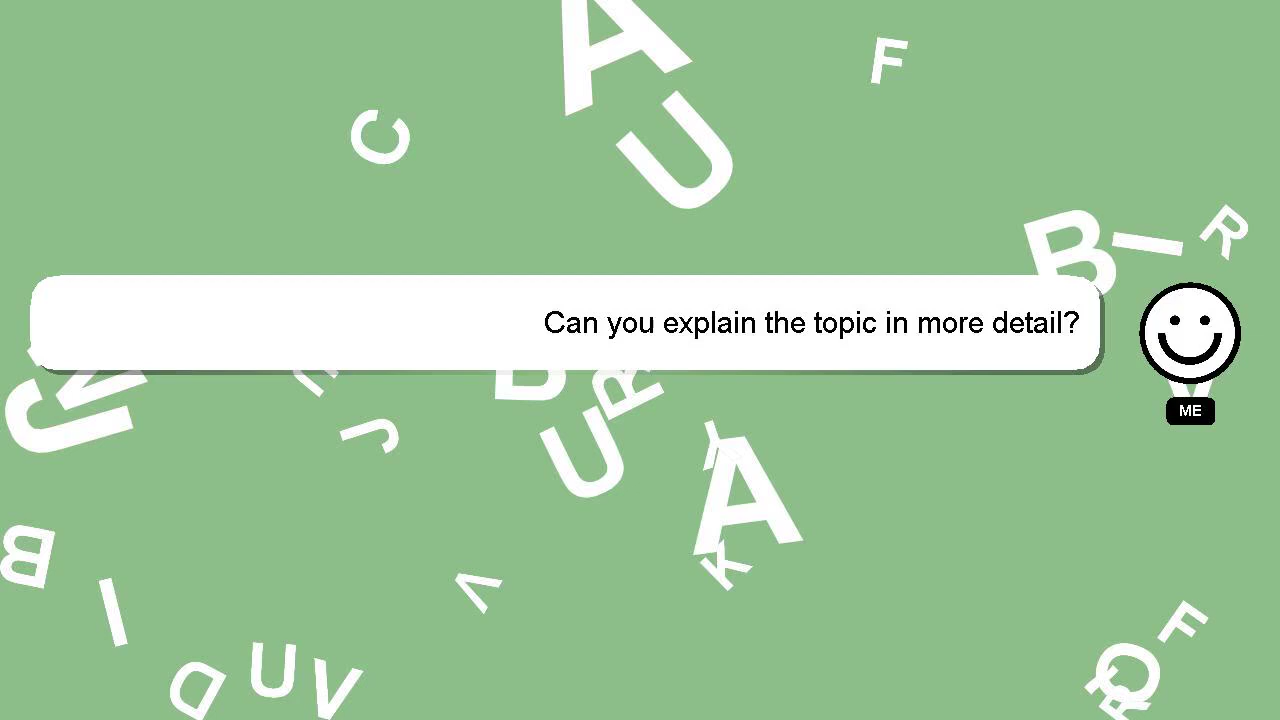 A
F
C
U
B
I
R
Can you explain the topic in more detail?
ME
J
U
R
A
K
B
I
V
D
U
V
F
Q
R